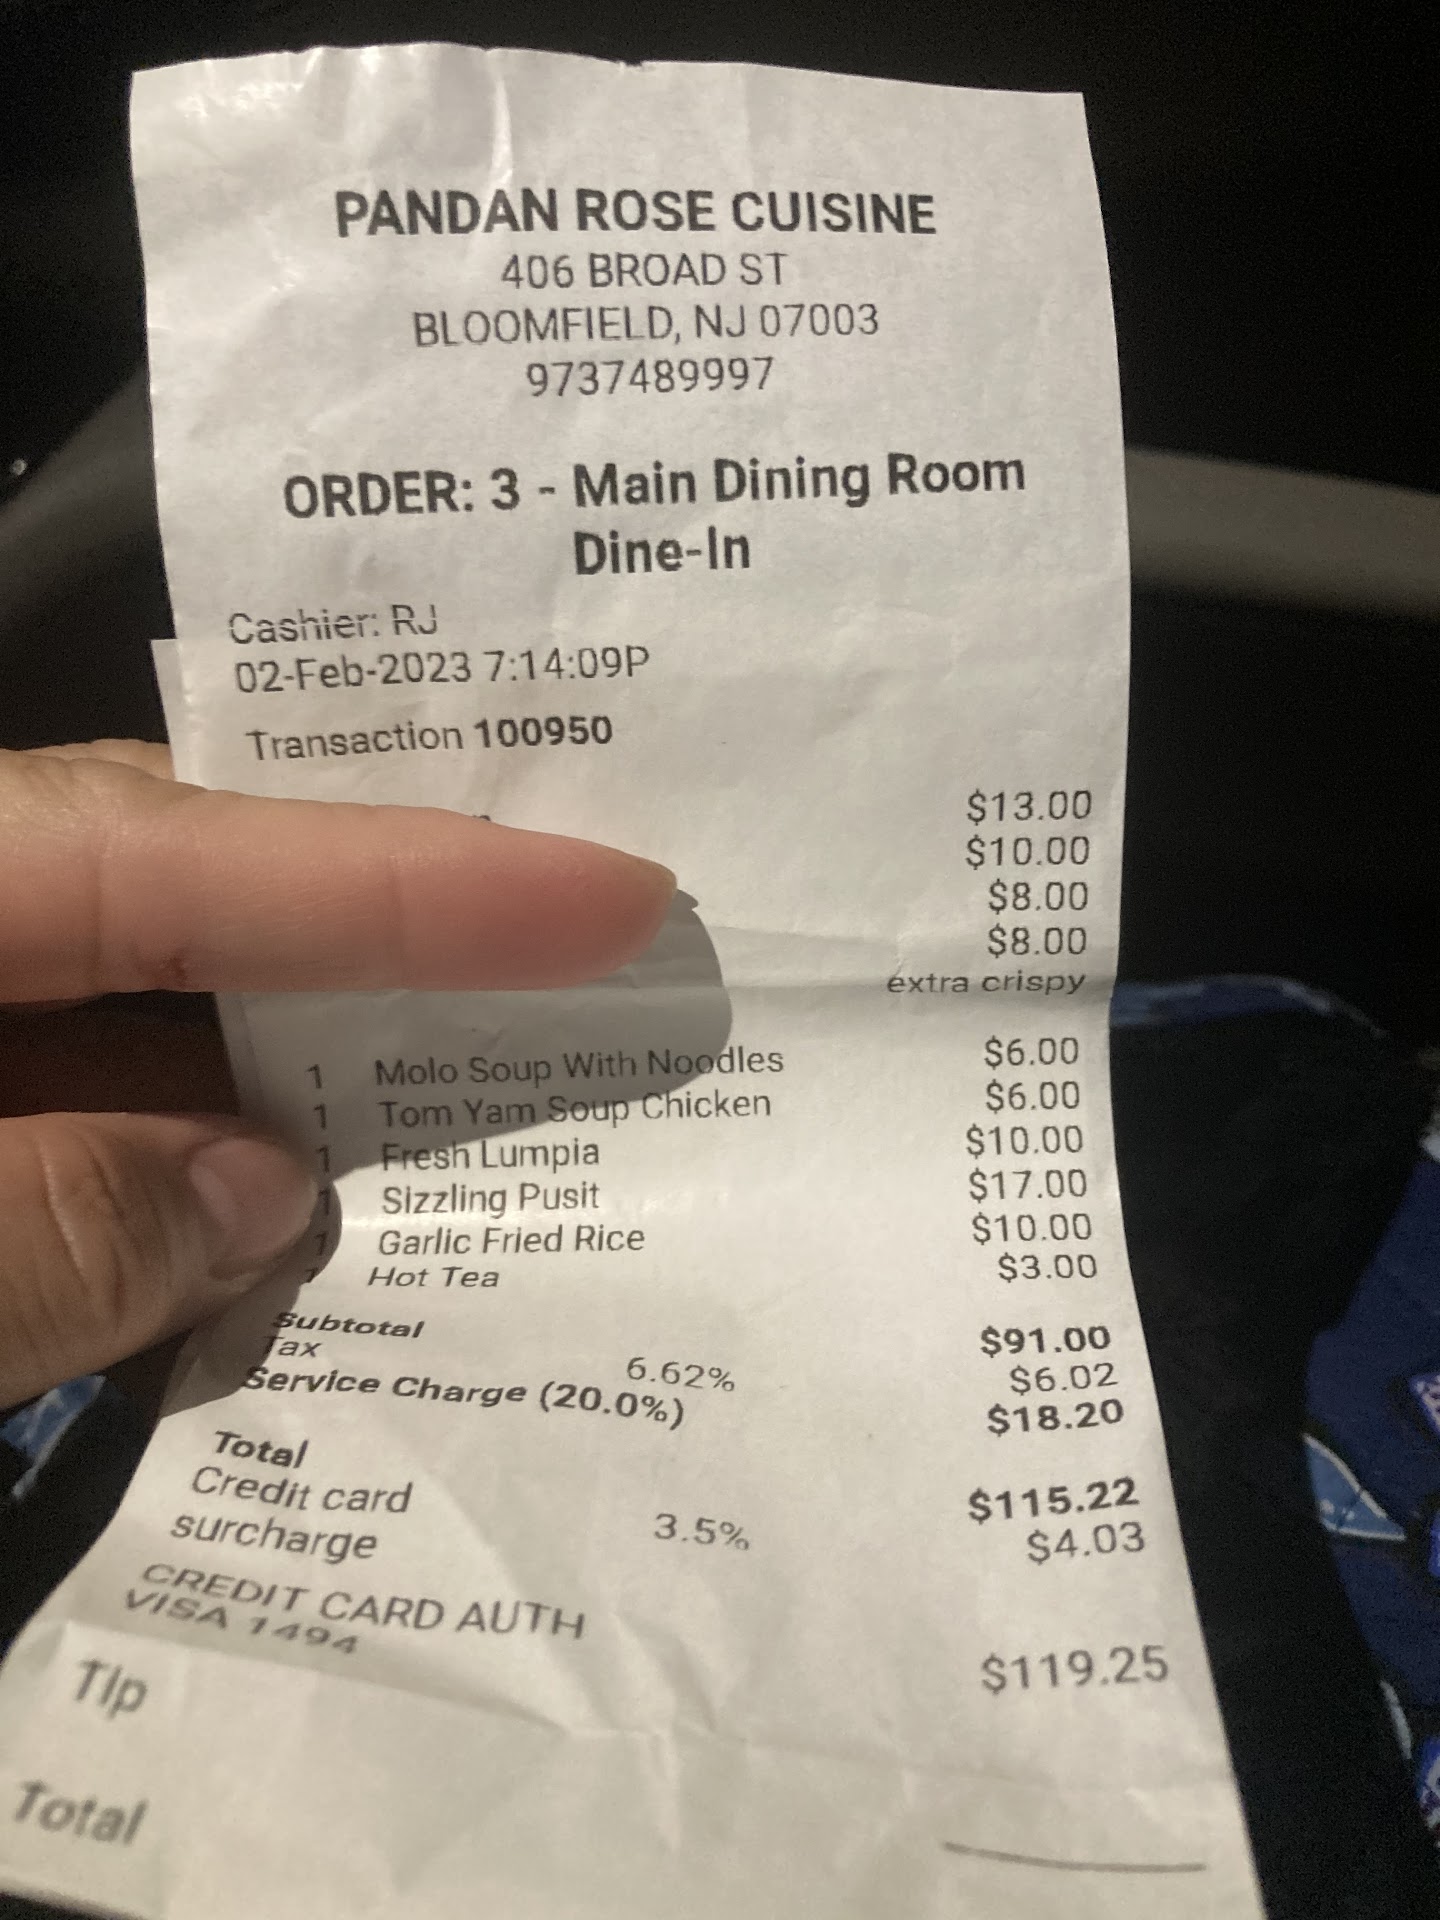 PANDAN ROSE CUISINE
406 BROAD ST
BLOOMFIELD, NJ 07003
9737489997
ORDER: 3 - Main Dining Room
Dine-In
Cashier: RJ
02-Feb-2023 7:14:09P
Transaction 100950
$13.00
$10.00
$8.00
$8.00
extra crispy
1 Molo Soup With Noodles $6.00
1 Tom Yam Soup Chicken $6.00
1 Fresh Lumpia $10.00
1 Sizzling Pusit $17.00
1 Garlic Fried Rice $10.00
1 Hot Tea $3.00
Subtotal $91.00
Tax 6.62% $6.02
Service Charge (20.0%) $18.20
Total $115.22
Credit card
surcharge 3.5% $4.03
CREDIT CARD AUTH
VISA 1494 $119.25
Tip
Total